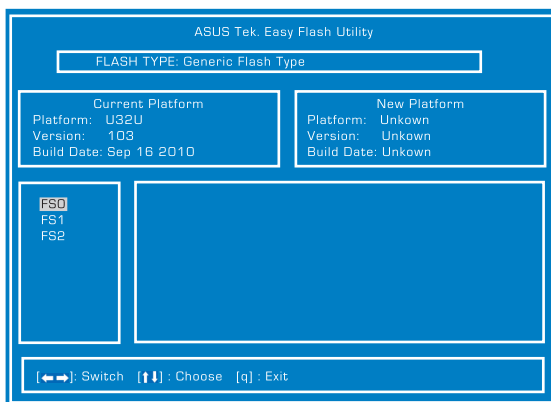 ASUS Tek. Easy Flash Utility
FLASH TYPE: Generic Flash Type
Current Platform
Platform: U32U
Version: 103
Build Date: Sep 16 2010
New Platform
Platform: Unkown
Version: Unkown
Build Date: Unkown
FS0
FS1
FS2
[←→]: Switch [↑↓] : Choose [q] : Exit